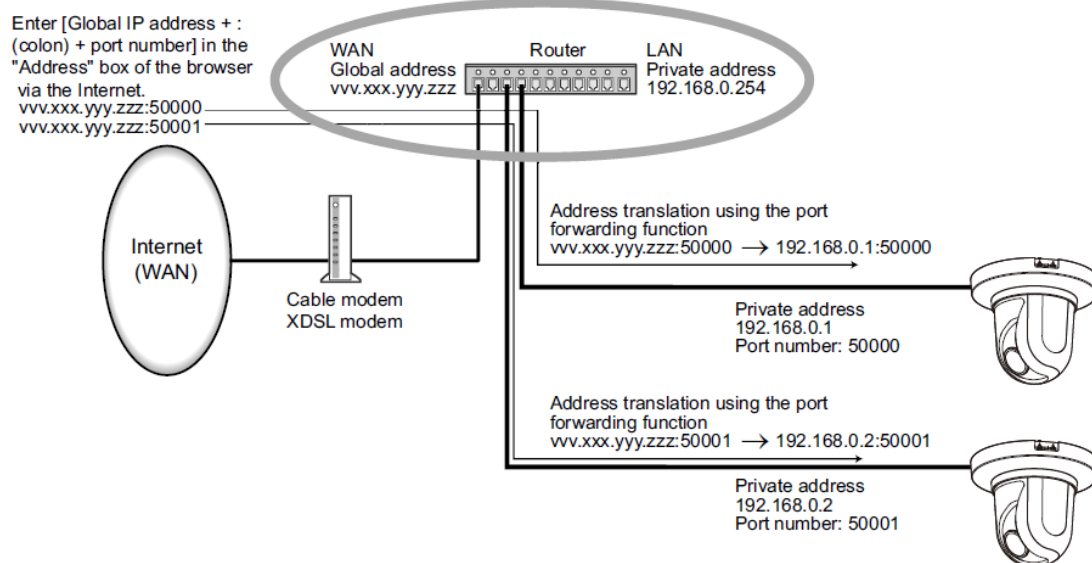 Enter [Global IP address + :
(colon) + port number] in the
"Address" box of the browser
via the Internet.
vvv.xxx.yyy.zzz:50000
vvv.xxx.yyy.zzz:50001
WAN
Global address
vvv.xxx.yyy.zzz
Router
LAN
Private address
192.168.0.254
Internet
(WAN)
Cable modem
XDSL modem
Address translation using the port
forwarding function
vvv.xxx.yyy.zzz:50000 → 192.168.0.1:50000
Private address
192.168.0.1
Port number: 50000
Address translation using the port
forwarding function
vvv.xxx.yyy.zzz:50001 → 192.168.0.2:50001
Private address
192.168.0.2
Port number: 50001